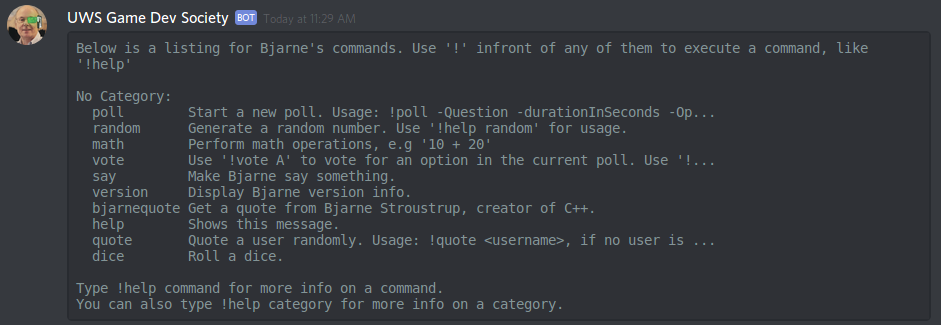 UWS Game Dev Society BOT Today at 11:29 AM
Below is a listing for Bjarne's commands. Use '!' infront of any of them to execute a command, like
'!help'
No Category:
poll Start a new poll. Usage: !poll -Question -durationInSeconds -Op...
random Generate a random number. Use '!help random' for usage.
math Perform math operations, e.g '10 + 20'
vote Use '!vote A' to vote for an option in the current poll. Use '!...
say Make Bjarne say something.
version Display Bjarne version info.
bjarnequote Get a quote from Bjarne Stroustrup, creator of C++.
help Shows this message.
quote Quote a user randomly. Usage: !quote <username>, if no user is ...
dice Roll a dice.
Type !help command for more info on a command.
You can also type !help category for more info on a category.